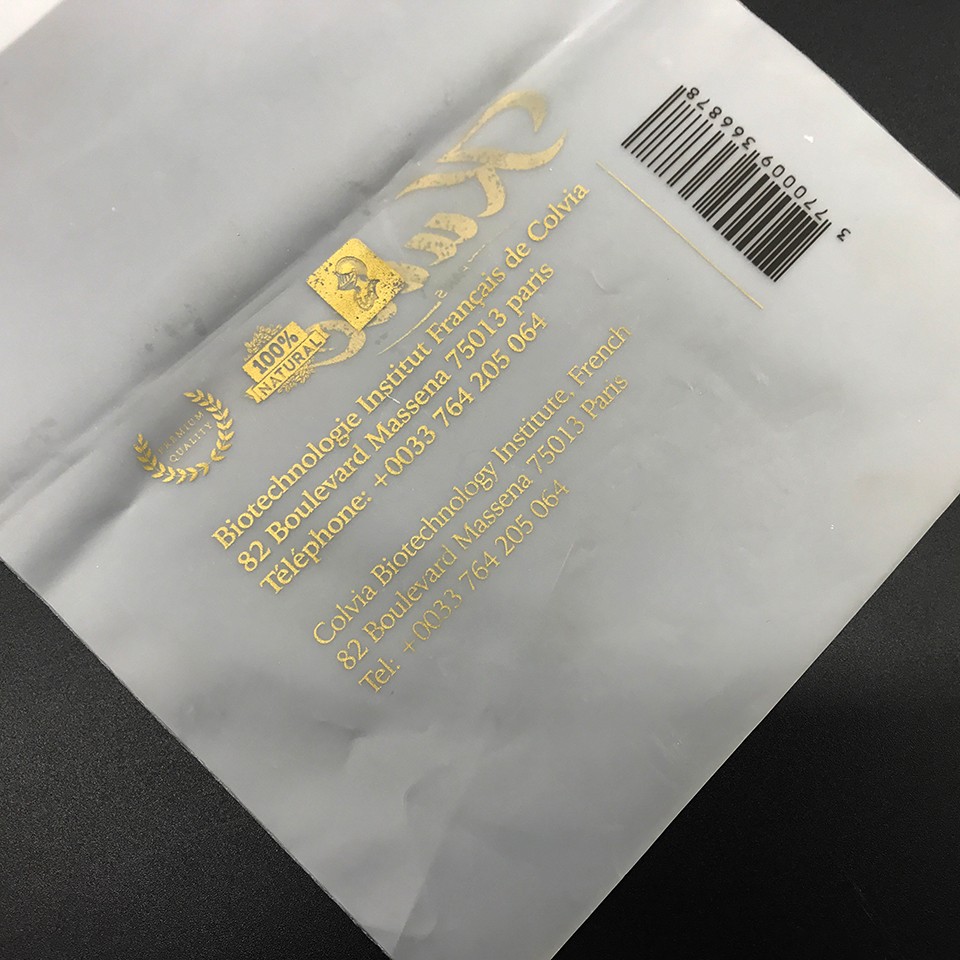 3 770009 366878
100%
NATURAL
PREMIUM
QUALITY
Biotechnologie Institut Français de Colvia
82 Boulevard Massena 75013 paris
Téléphone: +0033 764 205 064
Colvia Biotechnology Institute, French
82 Boulevard Massena 75013 Paris
Tel: +0033 764 205 064